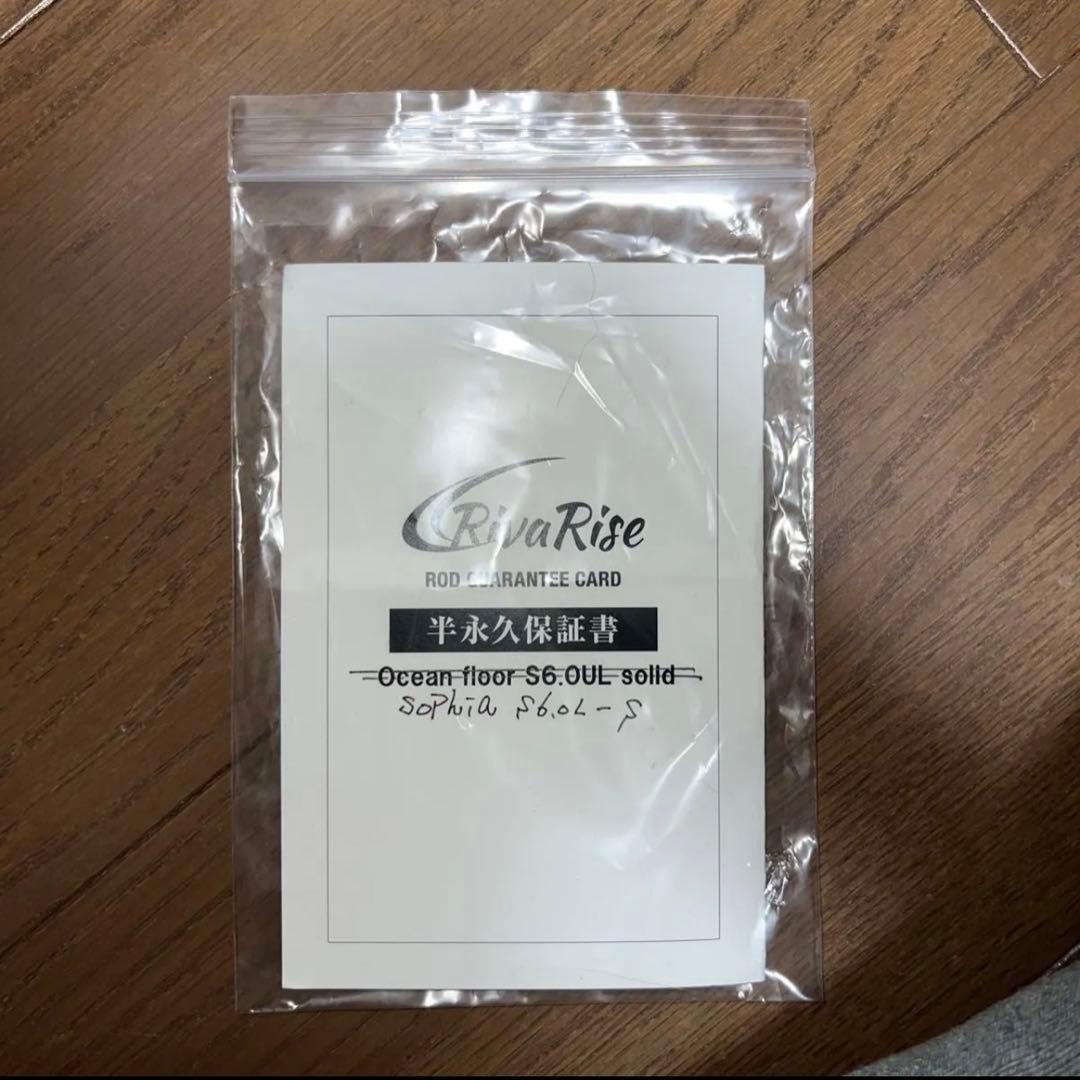 RivaRise
ROD GUARANTEE CARD
半永久保証書
Ocean floor S6.0UL solid
Sophia S6.0L-S